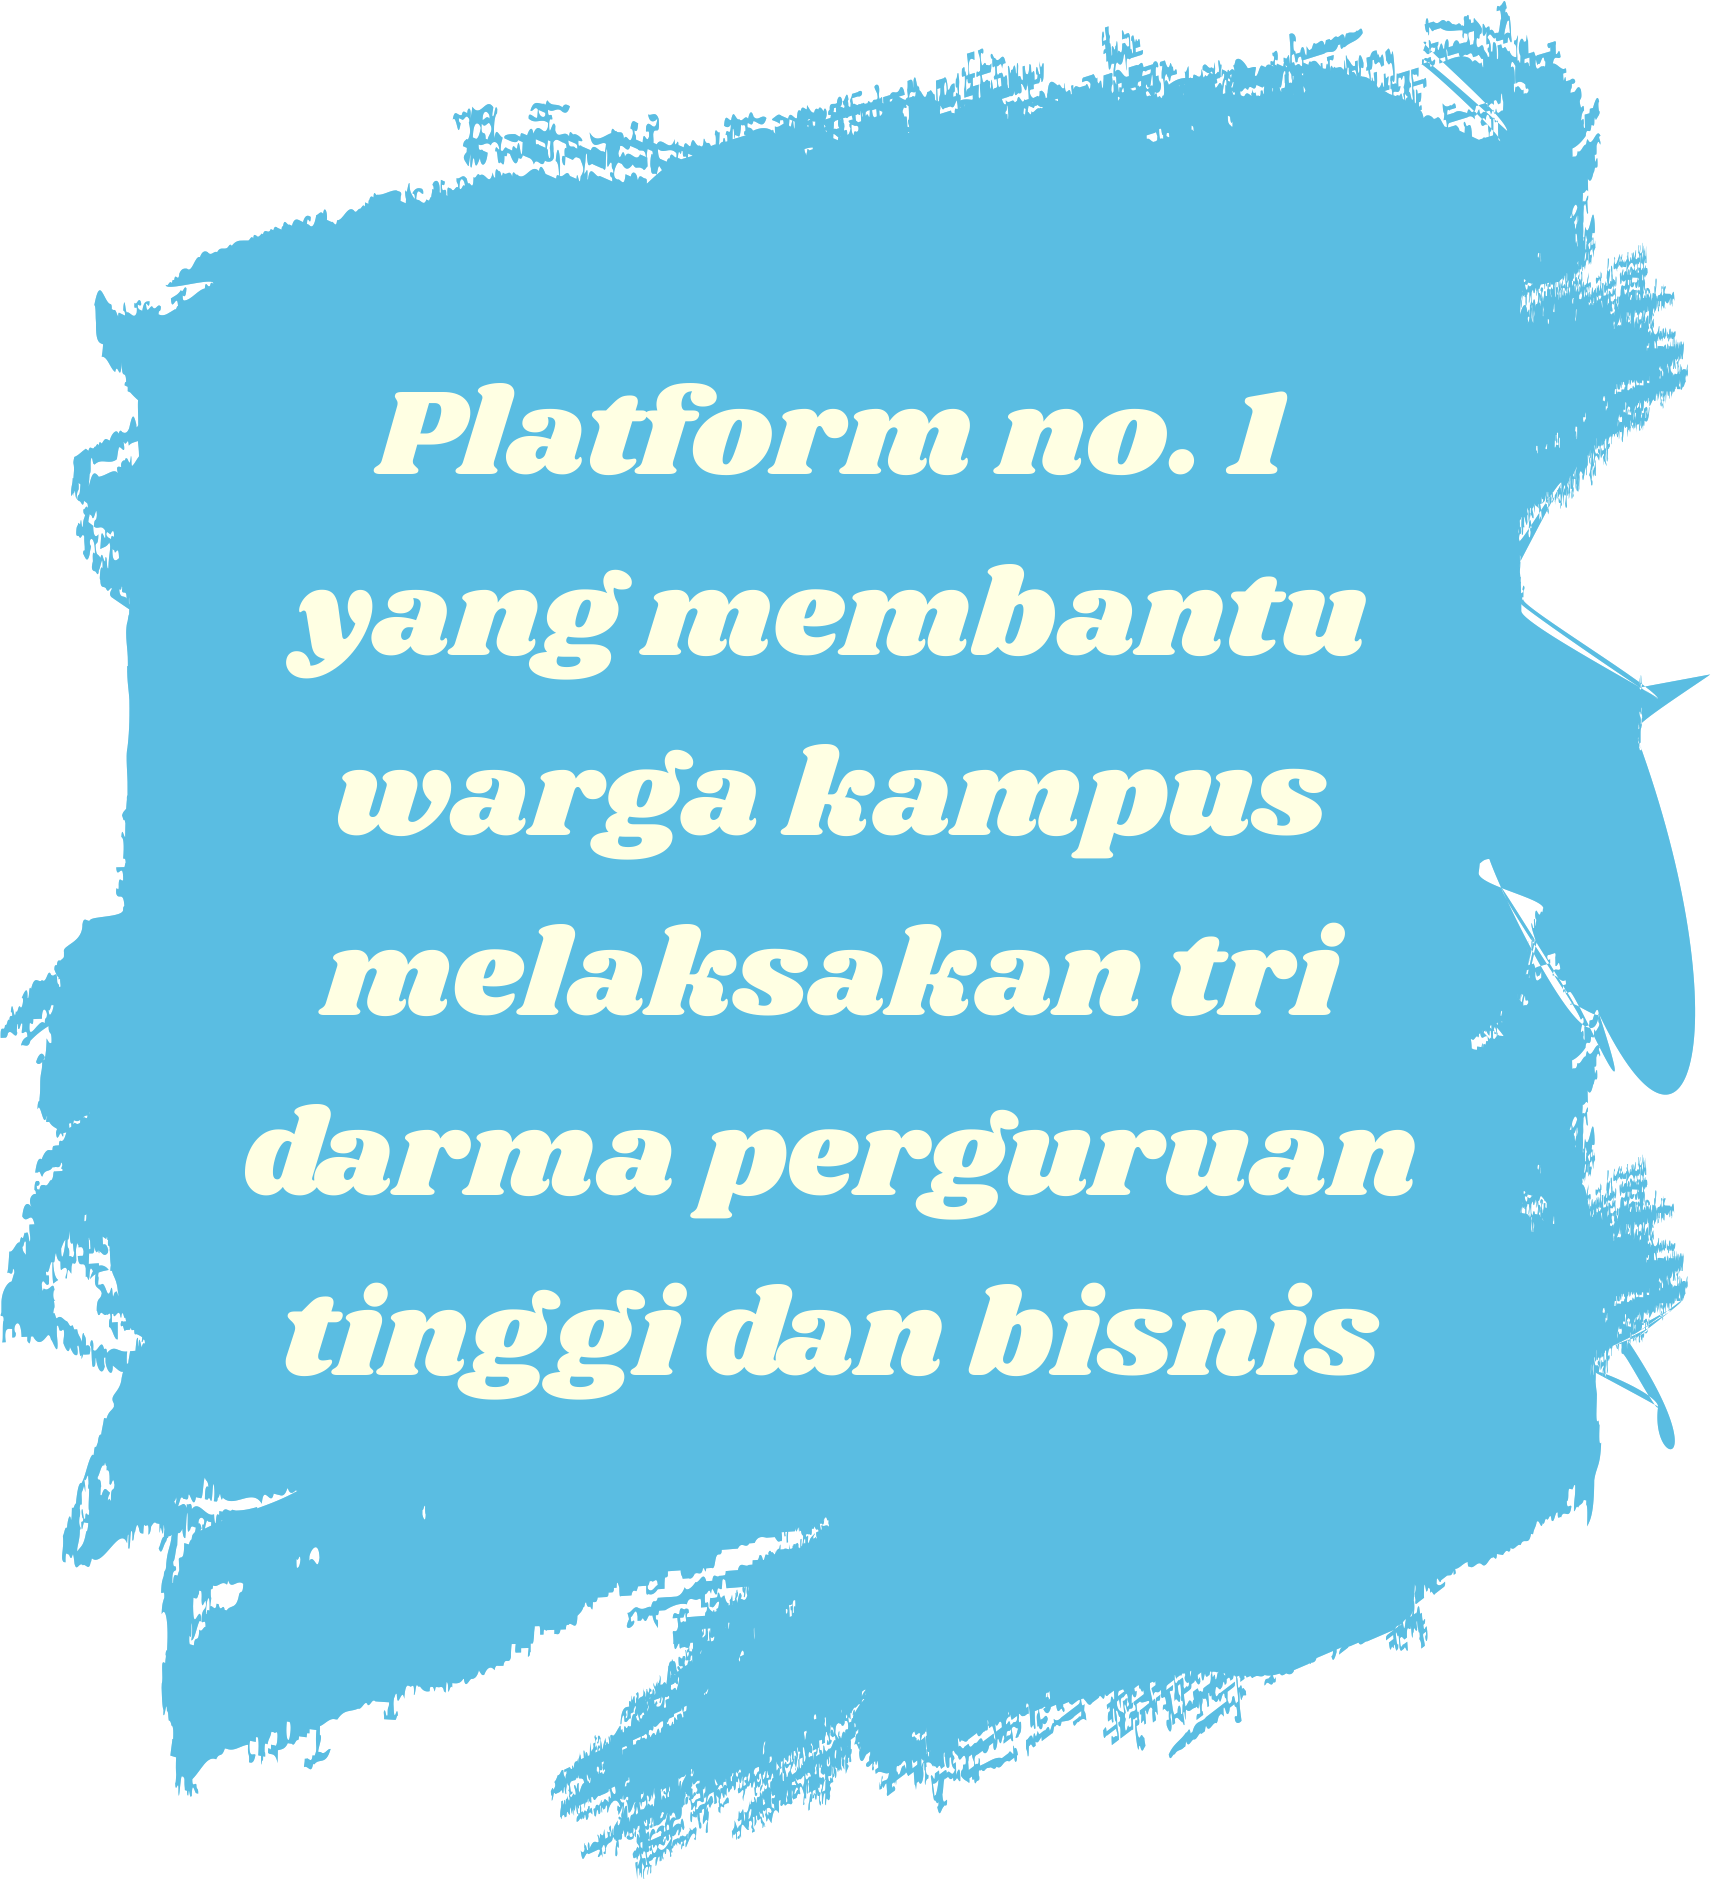 Platform no. 1
yang membantu
warga kampus
melaksakan tri
darma perguruan
tinggi dan bisnis